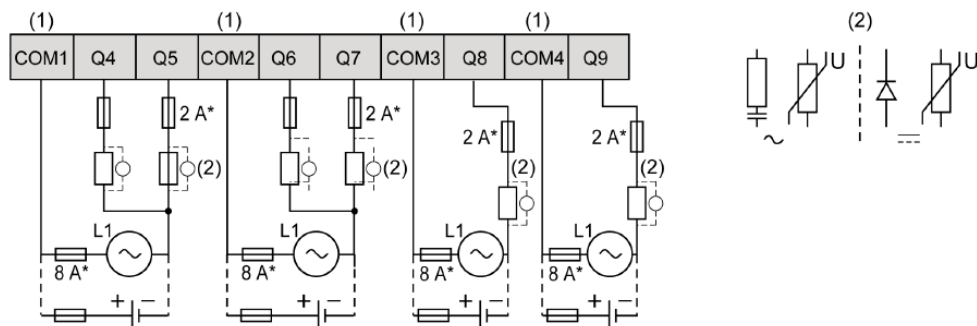 (1) (1) (1) (1) (2)
COM1 Q4 Q5 COM2 Q6 Q7 COM3 Q8 COM4 Q9
U U
2 A* 2 A*
2 A* 2 A*
(2) (2) (2) (2)
L1 L1 L1 L1
8 A* 8 A* 8 A* 8 A*
+ − + − + − + −